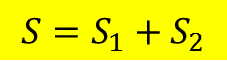 S = S₁ + S₂